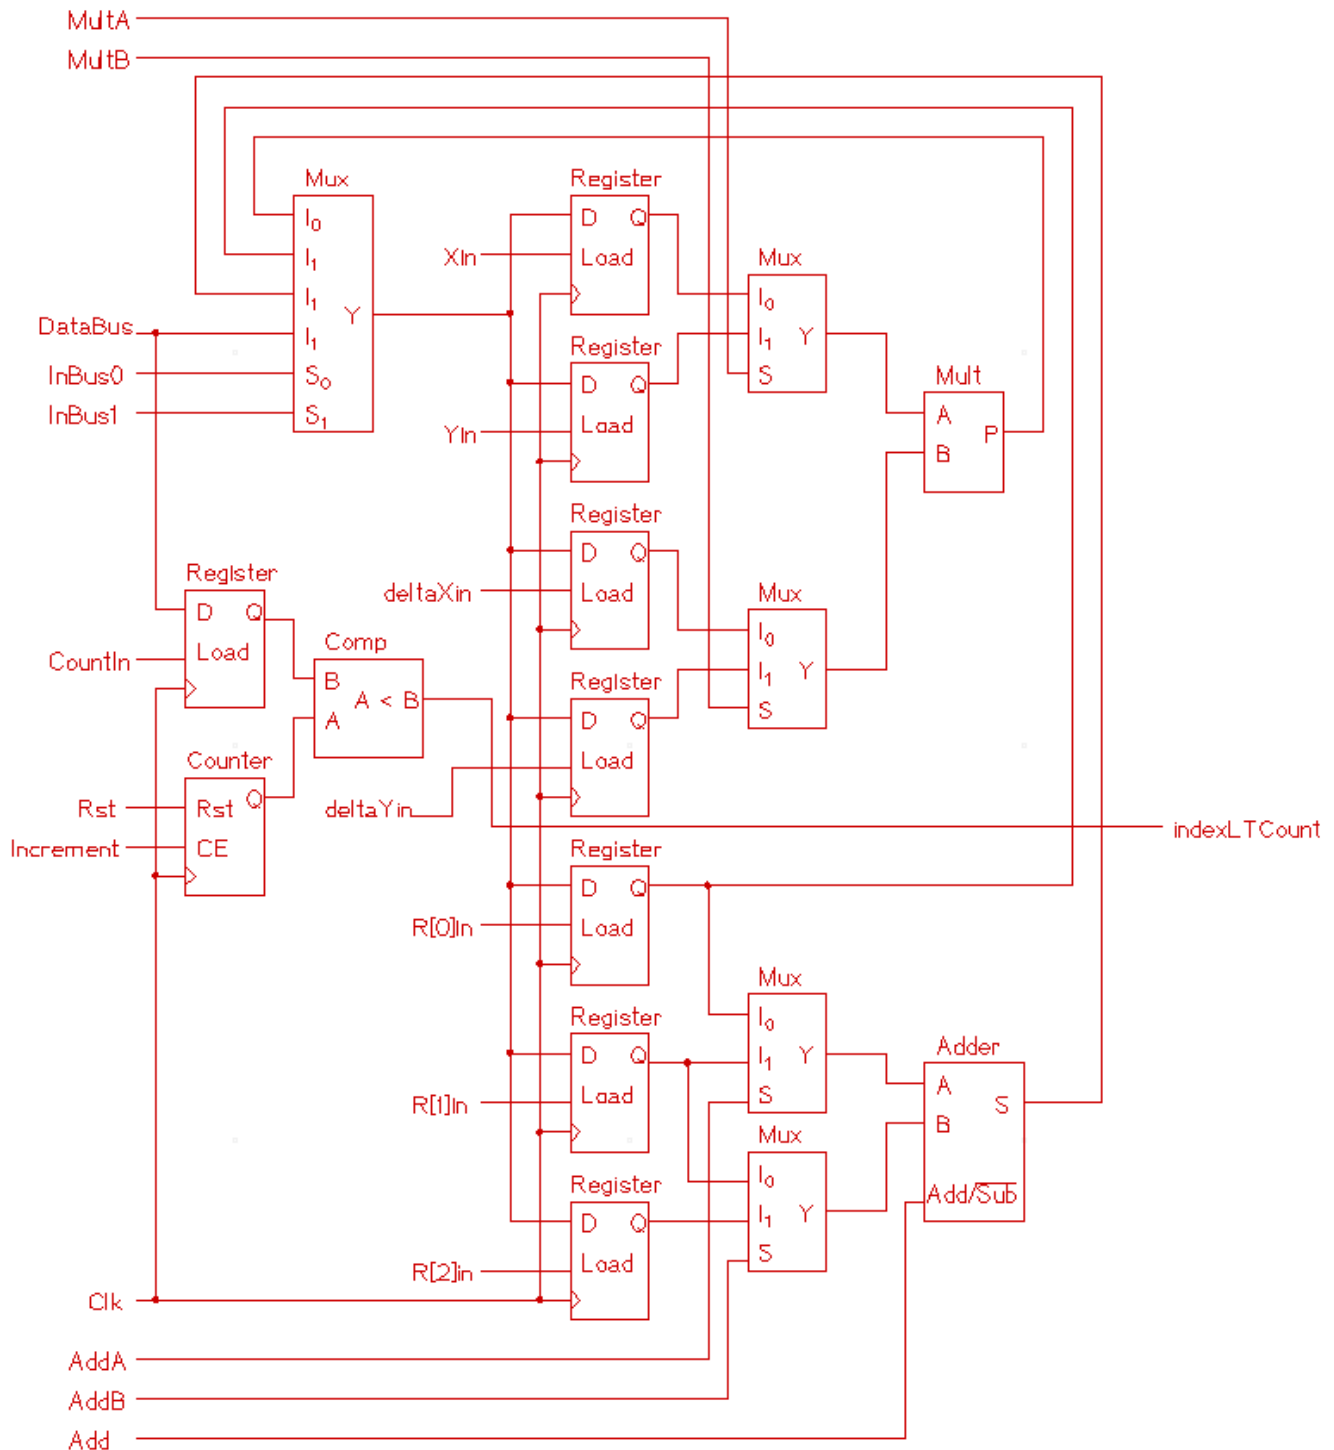 MultA
MultB
Mux
I0
I1
I1
I1
S0
S1
Y
DataBus
InBus0
InBus1
Register
D Q
Load
XIn
Register
D Q
Load
YIn
Mux
I0
I1
S
Y
Mult
A
B
P
Register
D Q
Load
deltaXin
Register
D Q
Load
deltaYin
Mux
I0
I1
S
Y
Register
D Q
Load
CountIn
Comp
B
A < B
A
Counter
Rst
Rst
Q
Increment
CE
indexLTCount
Register
D Q
Load
R[0]In
Register
D Q
Load
R[1]In
Register
D Q
Load
R[2]in
Mux
I0
I1
S
Y
Mux
I0
I1
S
Y
Adder
A
B
S
Add/Sub
Clk
AddA
AddB
Add